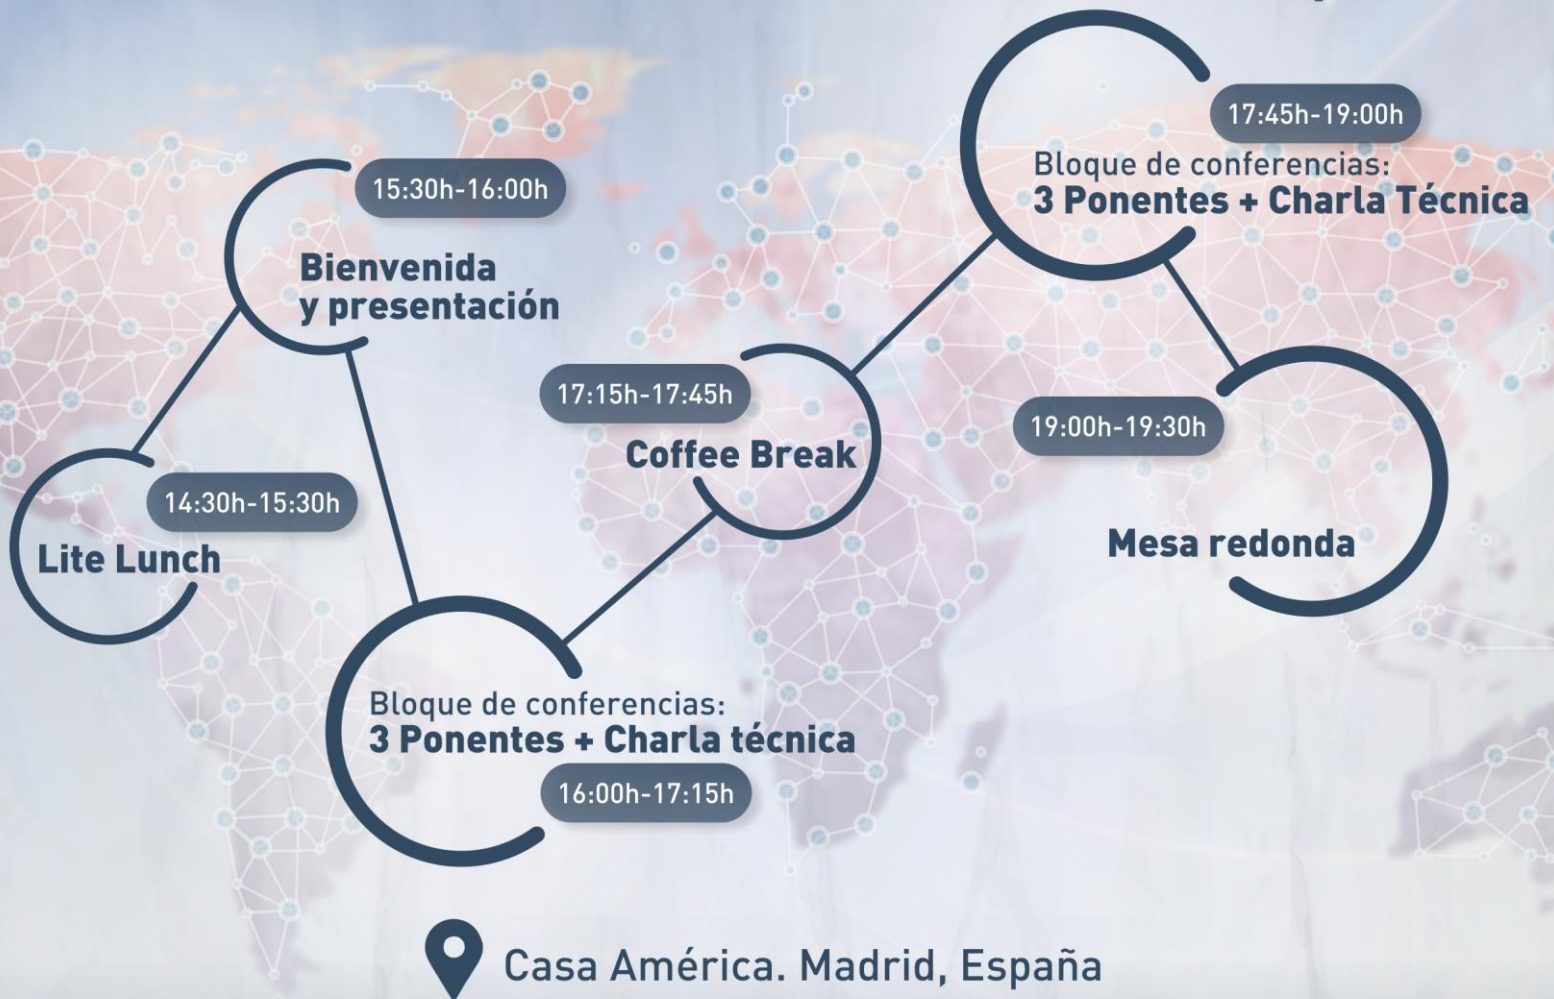 14:30h-15:30h
Lite Lunch
15:30h-16:00h
Bienvenida
y presentación
Bloque de conferencias:
3 Ponentes + Charla técnica
16:00h-17:15h
17:15h-17:45h
Coffee Break
17:45h-19:00h
Bloque de conferencias:
3 Ponentes + Charla Técnica
19:00h-19:30h
Mesa redonda
Casa América. Madrid, España